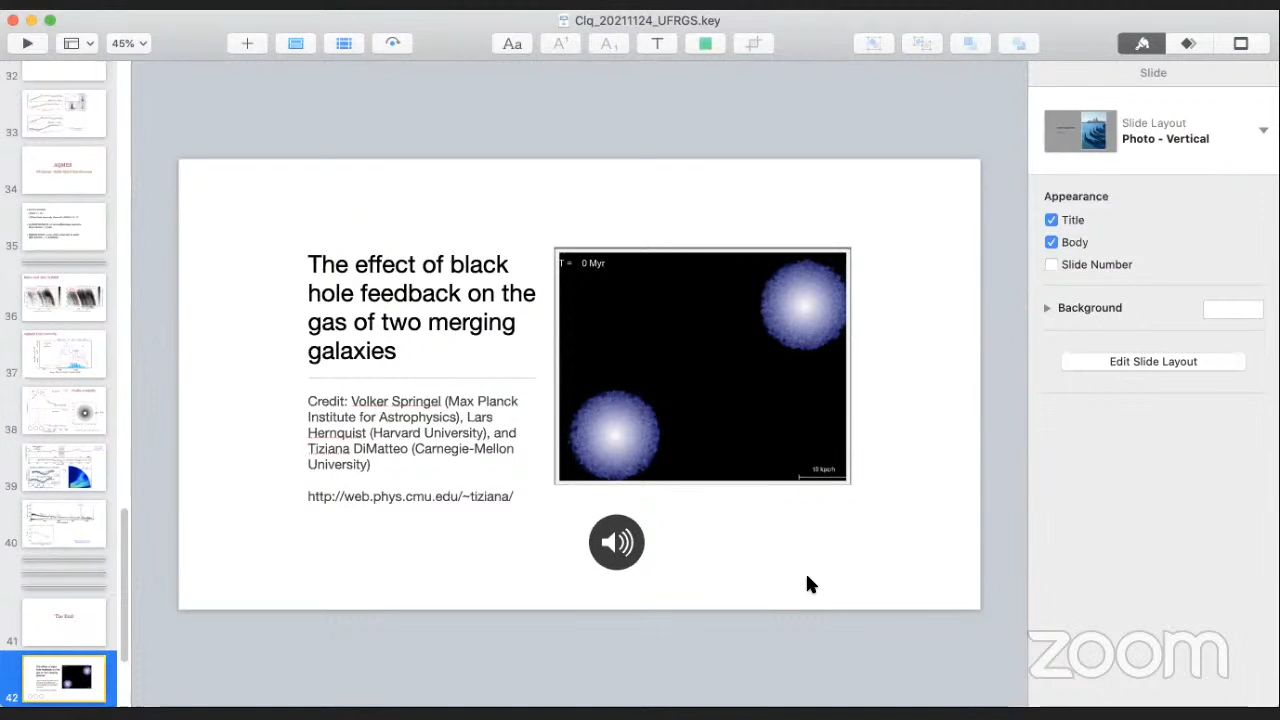 Clq_20211124_UFRGS.key
45%
Aa
A
A
T
Slide
Slide Layout
Photo - Vertical
Appearance
Title
Body
Slide Number
Background
Edit Slide Layout
32
33
34
35
36
37
38
39
40
The End
41
42
The effect of black
hole feedback on the
gas of two merging
galaxies
Credit: Volker Springel (Max Planck
Institute for Astrophysics), Lars
Hernquist (Harvard University), and
Tiziana DiMatteo (Carnegie-Mellon
University)
http://web.phys.cmu.edu/~tiziana/
T = 0 Myr
10 kpc/h
zoom